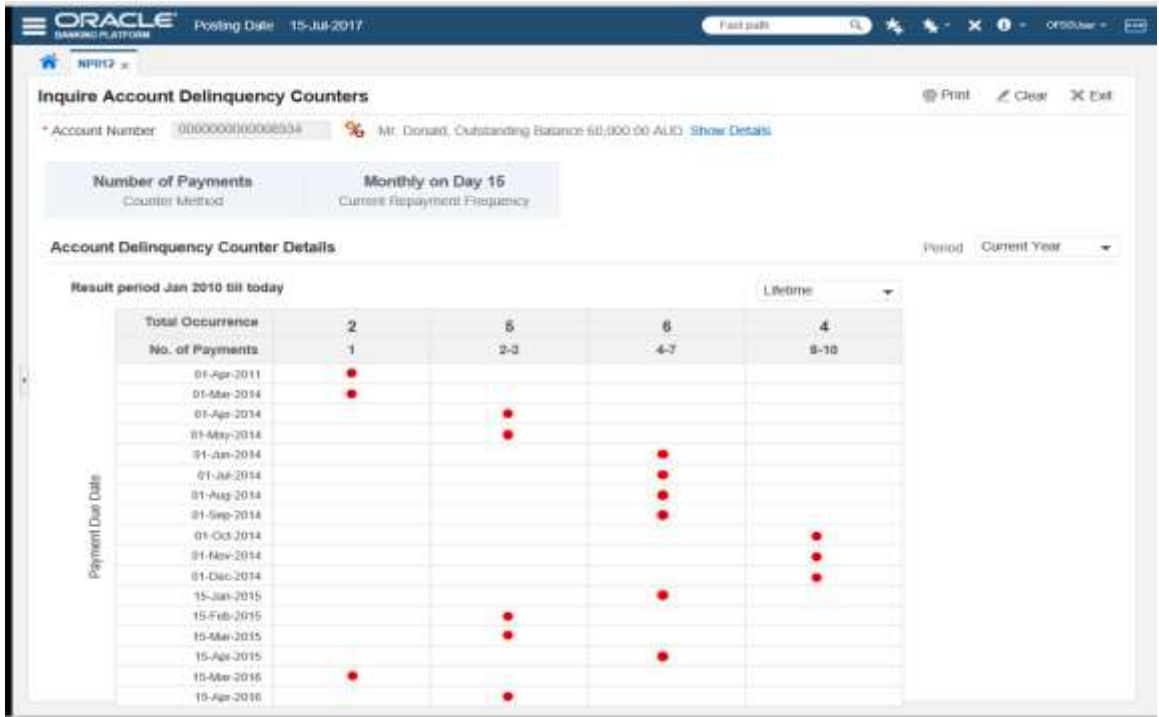 ORACLE
BANKING PLATFORM
Posting Date 15-Jul-2017
Fast path
OFSSUser
NP012 x
Inquire Account Delinquency Counters
Print Clear Exit
* Account Number
Mr. Donald, Outstanding Balance 60,000.00 AUD Show Details
Number of Payments Monthly on Day 15
Counter Method Current Repayment Frequency
Account Delinquency Counter Details
Period Current Year
Result period Jan 2010 till today
Lifetime
Total Occurrence 2 5 6 4
No. of Payments 1 2-3 4-7 8-10
Payment Due Date
01-Apr-2011
01-Mar-2014
01-Apr-2014
01-May-2014
01-Jun-2014
01-Jul-2014
01-Aug-2014
01-Sep-2014
01-Oct-2014
01-Nov-2014
01-Dec-2014
15-Jan-2015
15-Feb-2015
15-Mar-2015
15-Apr-2015
15-Mar-2016
15-Apr-2016